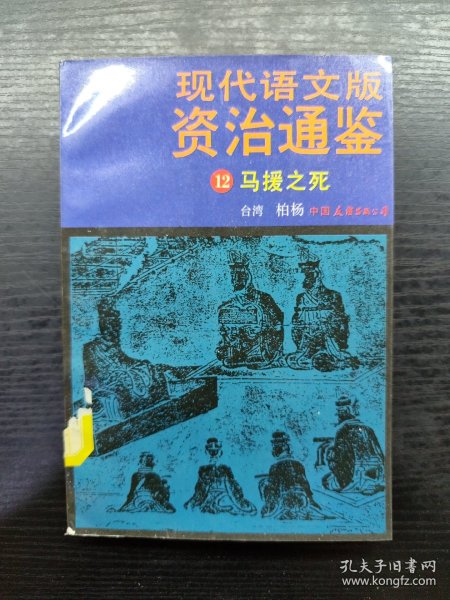 现代语文版
资治通鉴
12 马援之死
台湾 柏杨 中国友谊出版公司
孔夫子旧书网
www.kongfz.com